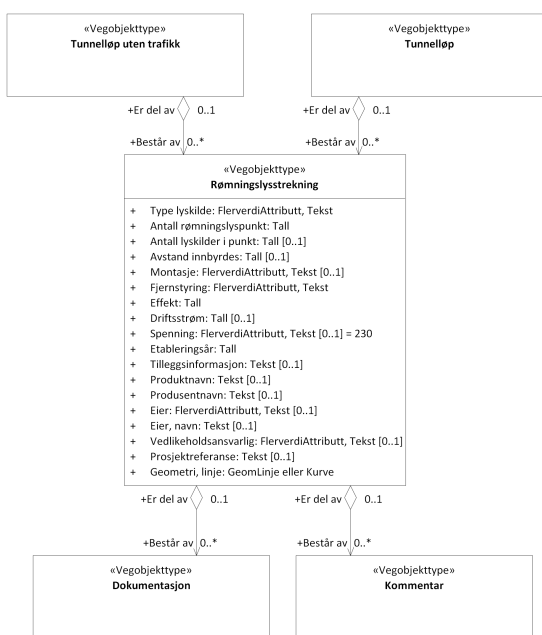 «Vegobjekttype»
Tunnelløp uten trafikk
«Vegobjekttype»
Tunnelløp
+Er del av 0..1
+Består av 0..*
+Er del av 0..1
+Består av 0..*
«Vegobjekttype»
Rømningslysstrekning
+ Type lyskilde: FlerverdiAttributt, Tekst
+ Antall rømningslyspunkt: Tall
+ Antall lyskilder i punkt: Tall [0..1]
+ Avstand innbyrdes: Tall [0..1]
+ Montasje: FlerverdiAttributt, Tekst [0..1]
+ Fjernstyring: FlerverdiAttributt, Tekst
+ Effekt: Tall
+ Driftsstrøm: Tall [0..1]
+ Spenning: FlerverdiAttributt, Tekst [0..1] = 230
+ Etableringsår: Tall
+ Tilleggsinformasjon: Tekst [0..1]
+ Produktnavn: Tekst [0..1]
+ Produsentnavn: Tekst [0..1]
+ Eier: FlerverdiAttributt, Tekst [0..1]
+ Eier, navn: Tekst [0..1]
+ Vedlikeholdsansvarlig: FlerverdiAttributt, Tekst [0..1]
+ Prosjektreferanse: Tekst [0..1]
+ Geometri, linje: GeomLinje eller Kurve
+Er del av 0..1
+Består av 0..*
+Er del av 0..1
+Består av 0..*
«Vegobjekttype»
Dokumentasjon
«Vegobjekttype»
Kommentar